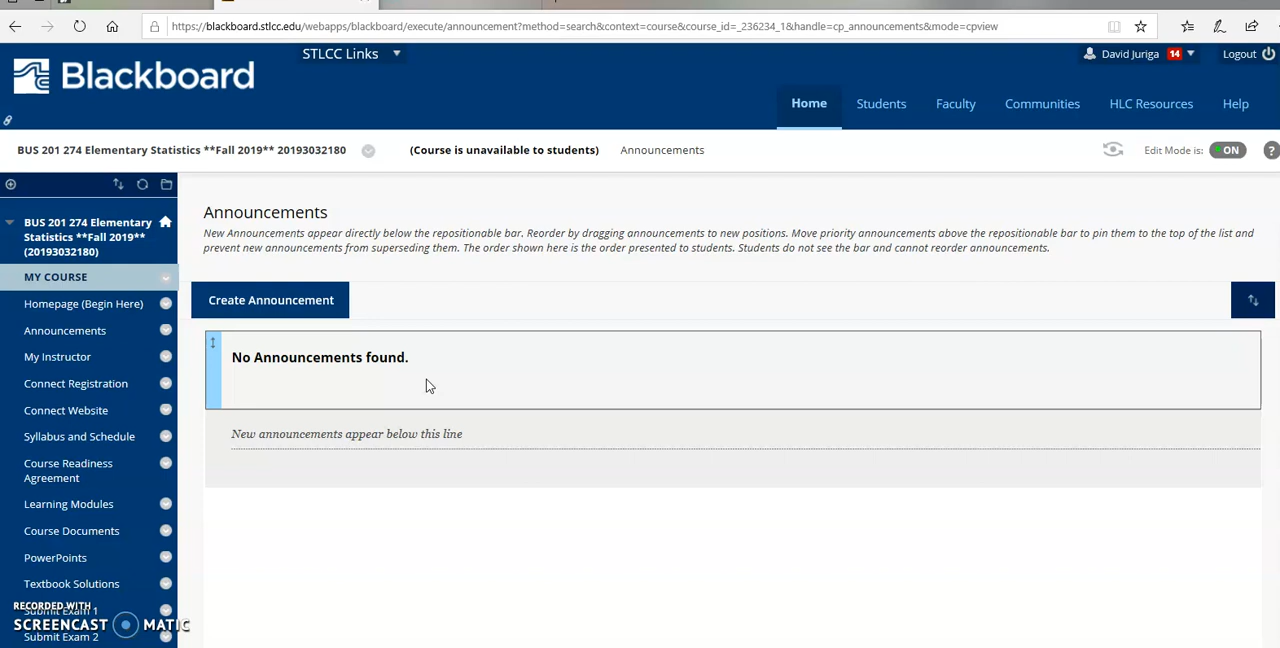 https://blackboard.stlcc.edu/webapps/blackboard/execute/announcement?method=search&context=course&course_id=_236234_1&handle=cp_announcements&mode=cpview
STLCC Links
David Juriga 14
Logout
Blackboard
Home Students Faculty Communities HLC Resources Help
BUS 201 274 Elementary Statistics **Fall 2019** 20193032180
(Course is unavailable to students)
Announcements
Edit Mode is: ON ?
BUS 201 274 Elementary
Statistics **Fall 2019**
(20193032180)
MY COURSE
Homepage (Begin Here)
Announcements
My Instructor
Connect Registration
Connect Website
Syllabus and Schedule
Course Readiness
Agreement
Learning Modules
Course Documents
PowerPoints
Textbook Solutions
Submit Exam 1
Submit Exam 2
RECORDED WITH
SCREENCAST MATIC
Announcements
New Announcements appear directly below the repositionable bar. Reorder by dragging announcements to new positions. Move priority announcements above the repositionable bar to pin them to the top of the list and
prevent new announcements from superseding them. The order shown here is the order presented to students. Students do not see the bar and cannot reorder announcements.
Create Announcement
No Announcements found.
New announcements appear below this line